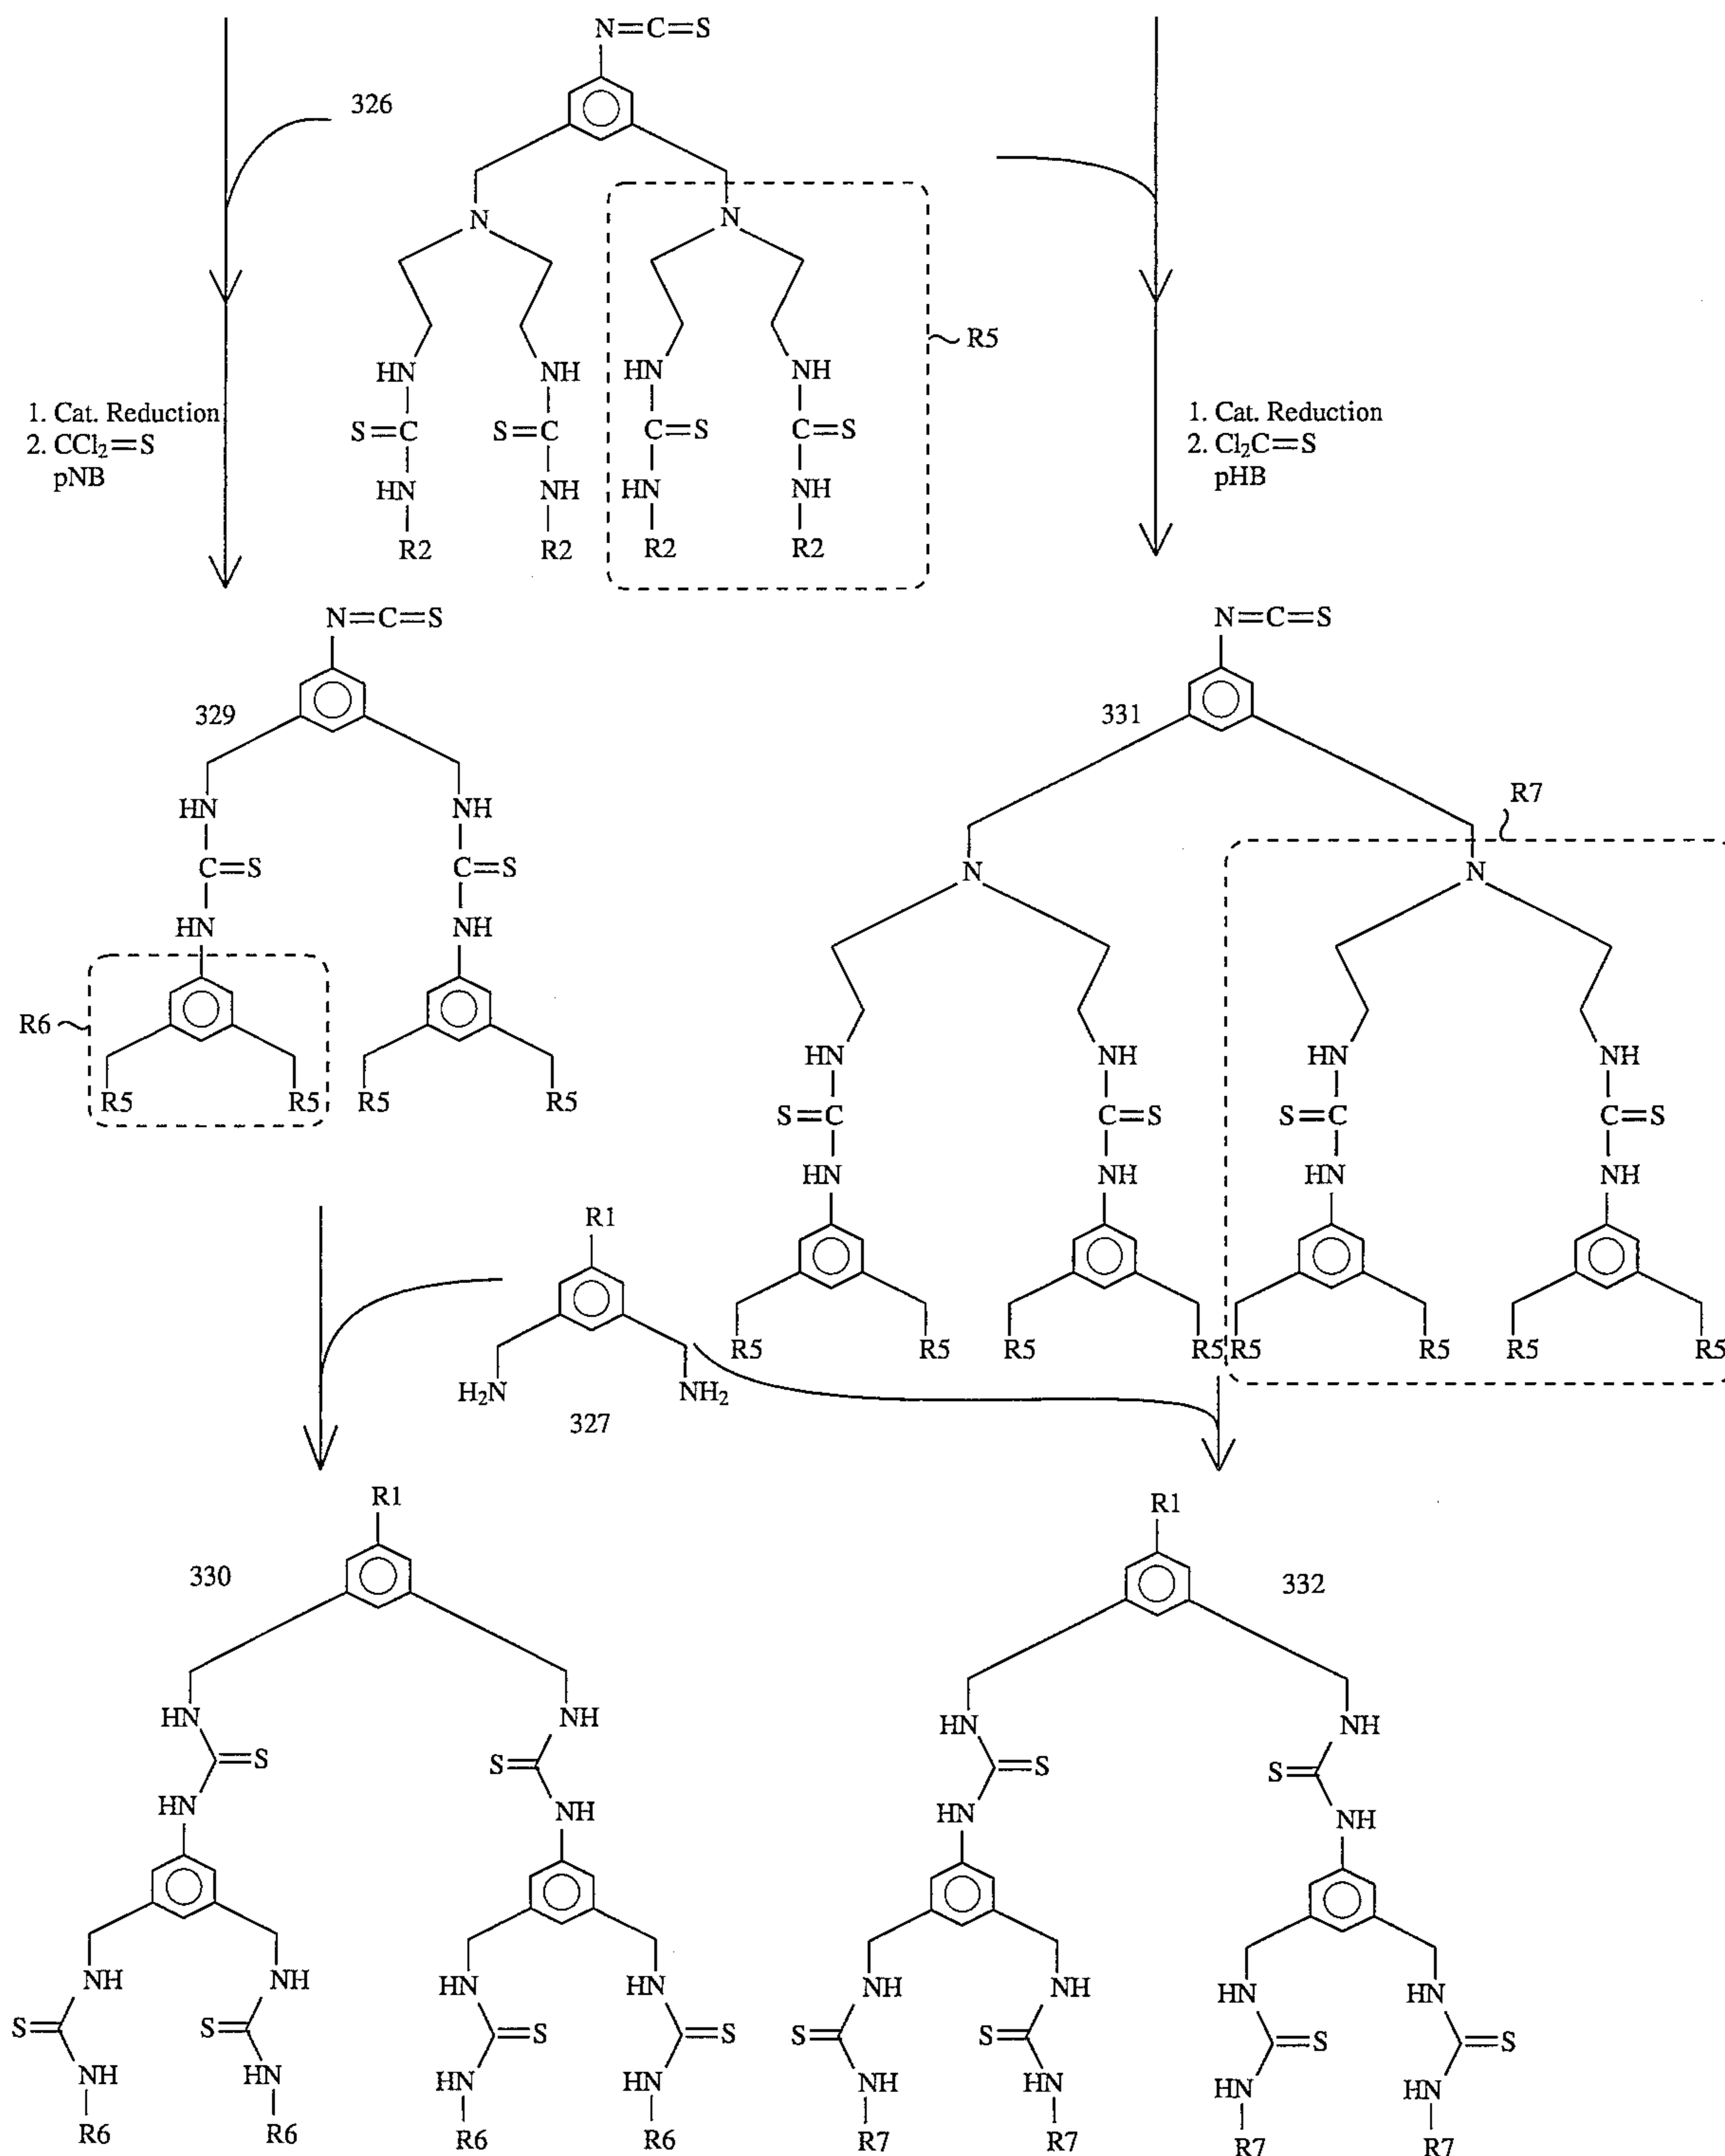 N=C=S
326
N N
R5
HN NH HN NH
1. Cat. Reduction
2. CCl2=S
pNB
S=C S=C C=S C=S
1. Cat. Reduction
2. Cl2C=S
pHB
HN NH HN NH
R2 R2 R2 R2
N=C=S N=C=S
329 331
R7
HN NH
C=S C=S
N N
HN NH
R6
R5 R5 R5 R5
HN NH HN NH
S=C C=S S=C C=S
HN NH HN NH
R1
R5 R5 R5 R5 R5 R5 R5 R5
H2N NH2
327
R1 R1
330 332
HN NH HN NH
S S S S
HN NH HN NH
NH NH HN HN NH NH HN HN
S S S S S S S S
NH HN HN HN NH HN HN HN
R6 R6 R6 R6 R7 R7 R7 R7